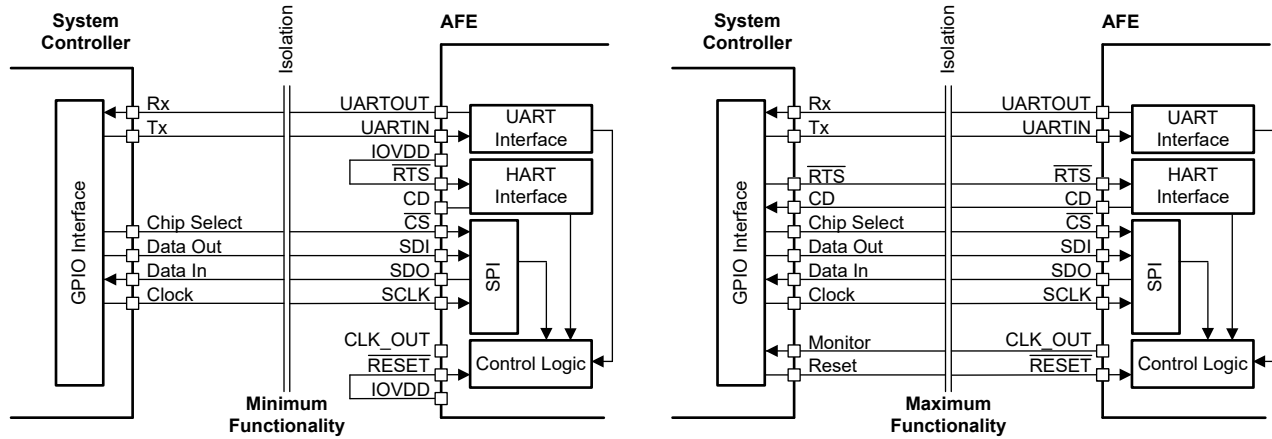 System
Controller
Isolation
AFE
Rx
UARTOUT
Tx
UARTIN
UART
Interface
IOVDD
RTS
HART
Interface
CD
GPIO Interface
Chip Select
CS
Data Out
SDI
SPI
Data In
SDO
Clock
SCLK
CLK_OUT
RESET
Control Logic
IOVDD
Minimum
Functionality
System
Controller
Isolation
AFE
Rx
UARTOUT
Tx
UARTIN
UART
Interface
RTS
RTS
HART
Interface
CD
CD
GPIO Interface
Chip Select
CS
Data Out
SDI
SPI
Data In
SDO
Clock
SCLK
Monitor
CLK_OUT
Reset
RESET
Control Logic
Maximum
Functionality